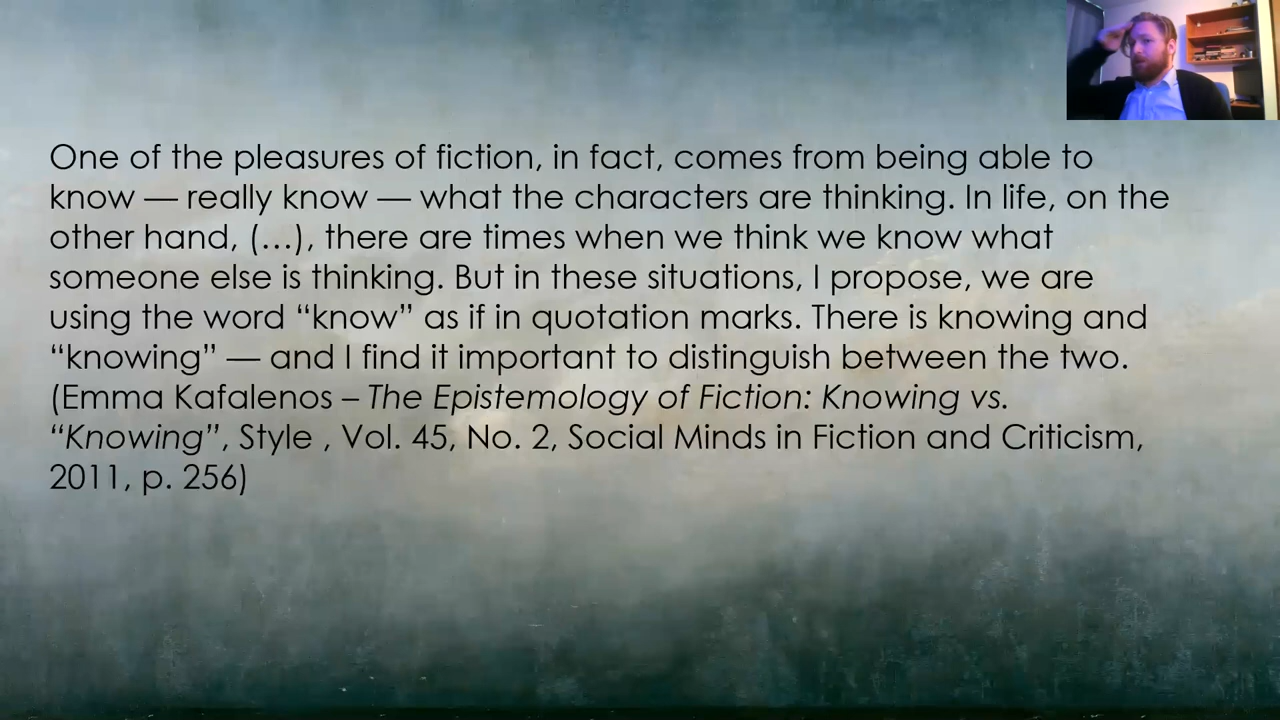 One of the pleasures of fiction, in fact, comes from being able to
know — really know — what the characters are thinking. In life, on the
other hand, (…), there are times when we think we know what
someone else is thinking. But in these situations, I propose, we are
using the word “know” as if in quotation marks. There is knowing and
“knowing” — and I find it important to distinguish between the two.
(Emma Kafalenos – The Epistemology of Fiction: Knowing vs.
“Knowing”, Style , Vol. 45, No. 2, Social Minds in Fiction and Criticism,
2011, p. 256)